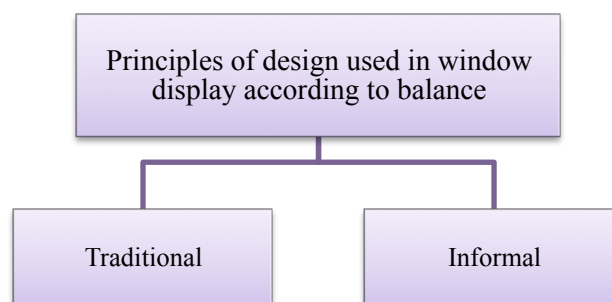 Principles of design used in window
display according to balance
Traditional
Informal